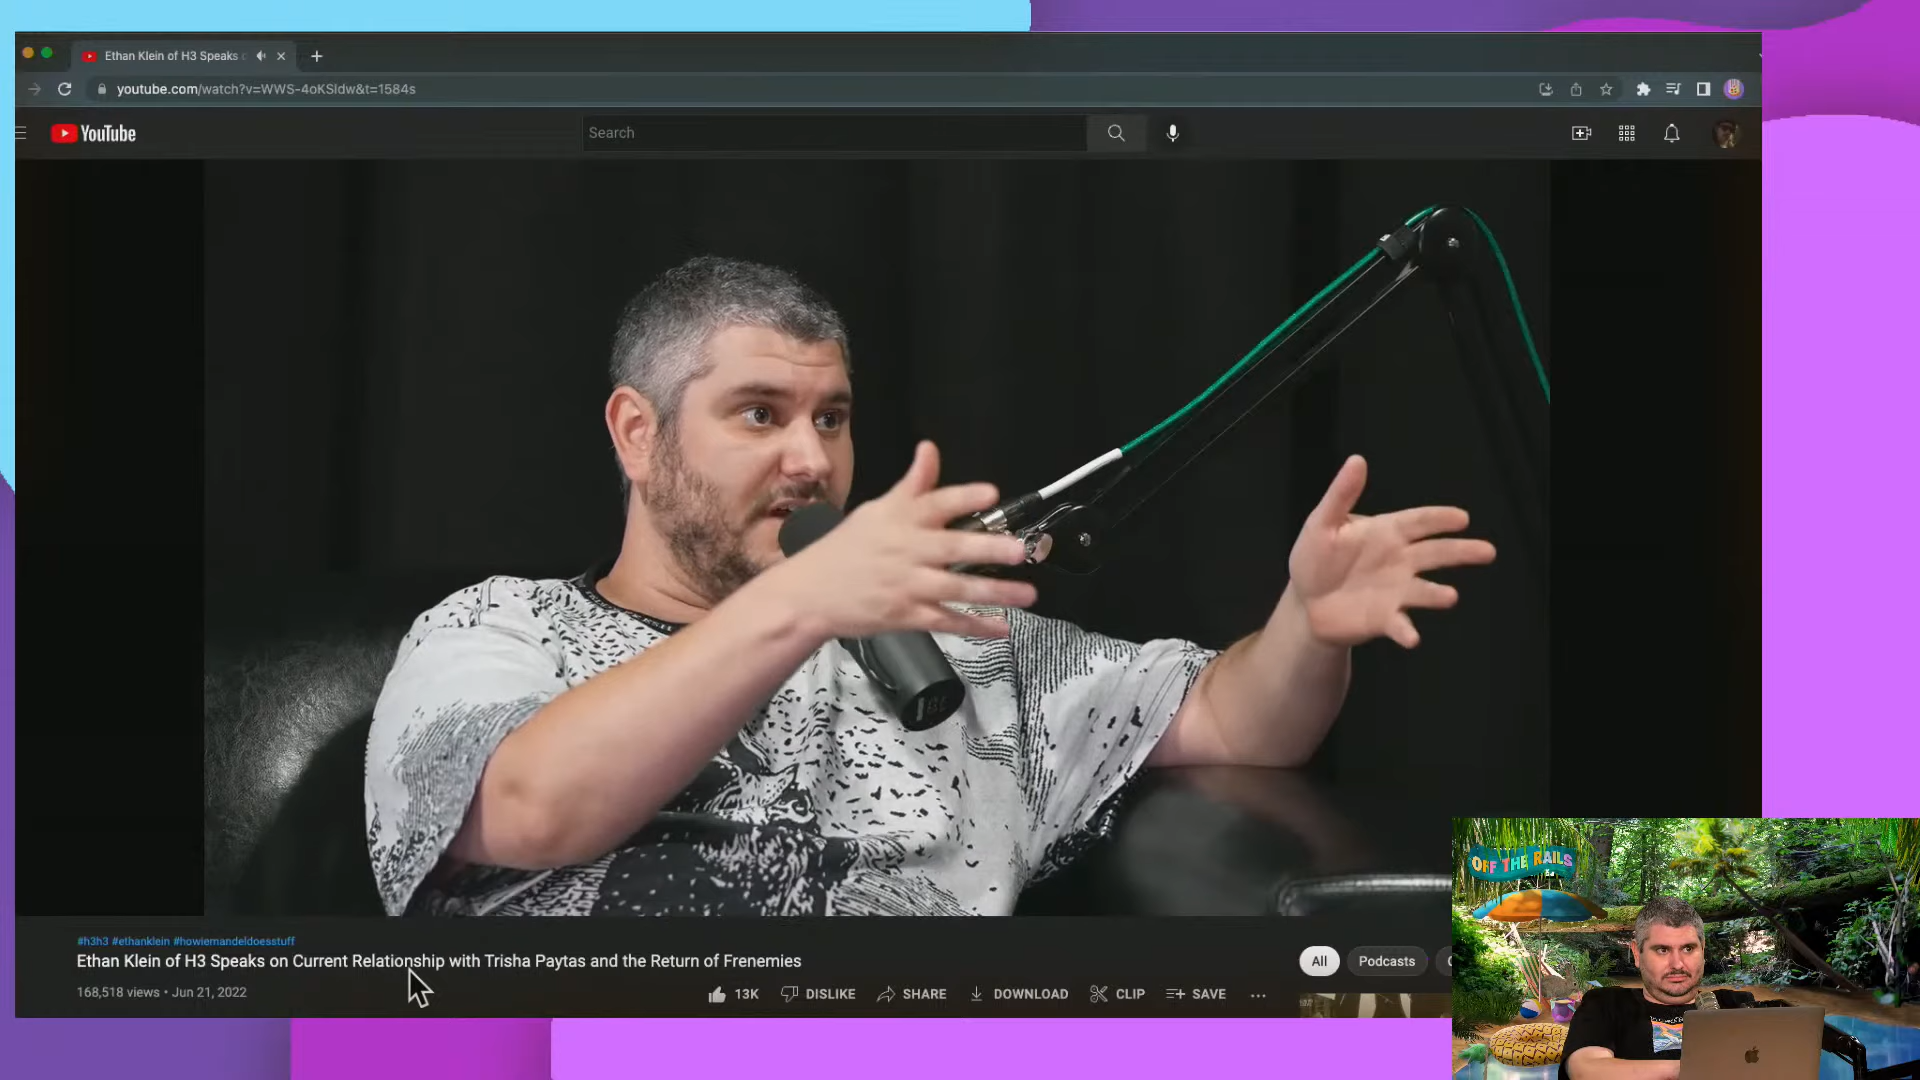 Ethan Klein of H3 Speaks
youtube.com/watch?v=WWS-4oKSIdw&t=1584s
YouTube
Search
OFF THE RAILS
#h3h3 #ethanklein #howiemandeldoesstuff
Ethan Klein of H3 Speaks on Current Relationship with Trisha Paytas and the Return of Frenemies
All
Podcasts
168,518 views • Jun 21, 2022
13K
DISLIKE
SHARE
DOWNLOAD
CLIP
SAVE